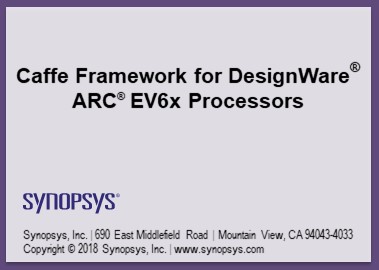 Caffe Framework for DesignWare®
ARC® EV6x Processors
SYNOPSYS®
Synopsys, Inc. | 690 East Middlefield Road | Mountain View, CA 94043-4033
Copyright © 2018 Synopsys, Inc. | www.synopsys.com